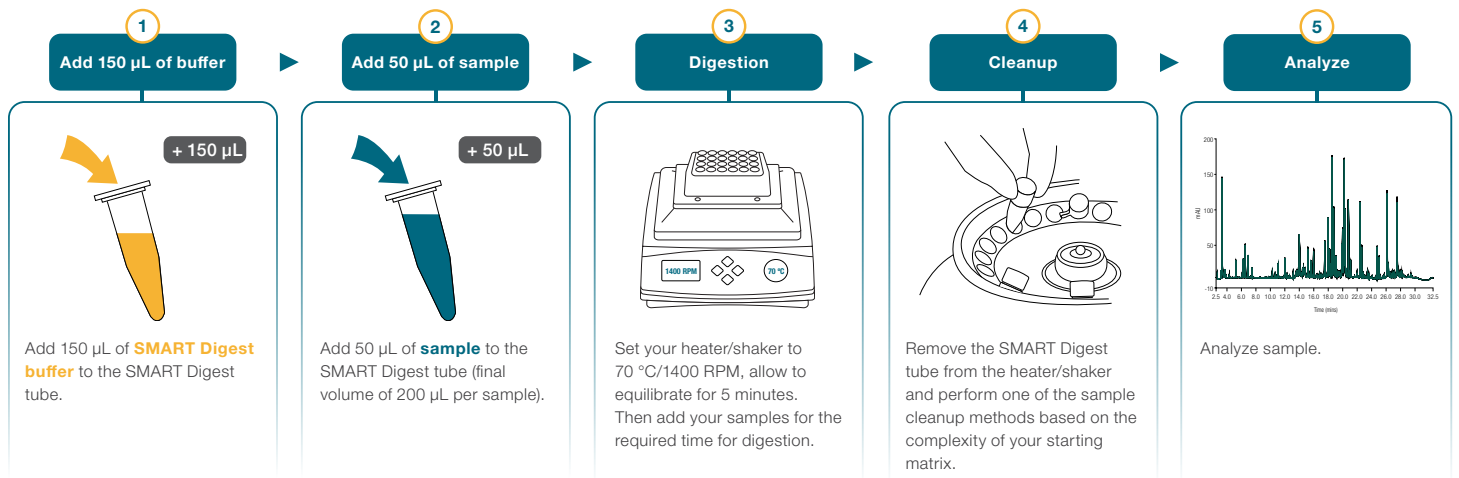 1
Add 150 µL of buffer
+ 150 µL
Add 150 µL of SMART Digest
buffer to the SMART Digest
tube.
2
Add 50 µL of sample
+ 50 µL
Add 50 µL of sample to the
SMART Digest tube (final
volume of 200 µL per sample).
3
Digestion
1400 RPM
70 °C
Set your heater/shaker to
70 °C/1400 RPM, allow to
equilibrate for 5 minutes.
Then add your samples for the
required time for digestion.
4
Cleanup
Remove the SMART Digest
tube from the heater/shaker
and perform one of the sample
cleanup methods based on the
complexity of your starting
matrix.
5
Analyze
200
150
100
50
-10
mAU
2.5 4.0 6.0 8.0 10.0 12.0 14.0 16.0 18.0 20.0 22.0 24.0 26.0 28.0 30.0 32.5
Time (mins)
Analyze sample.